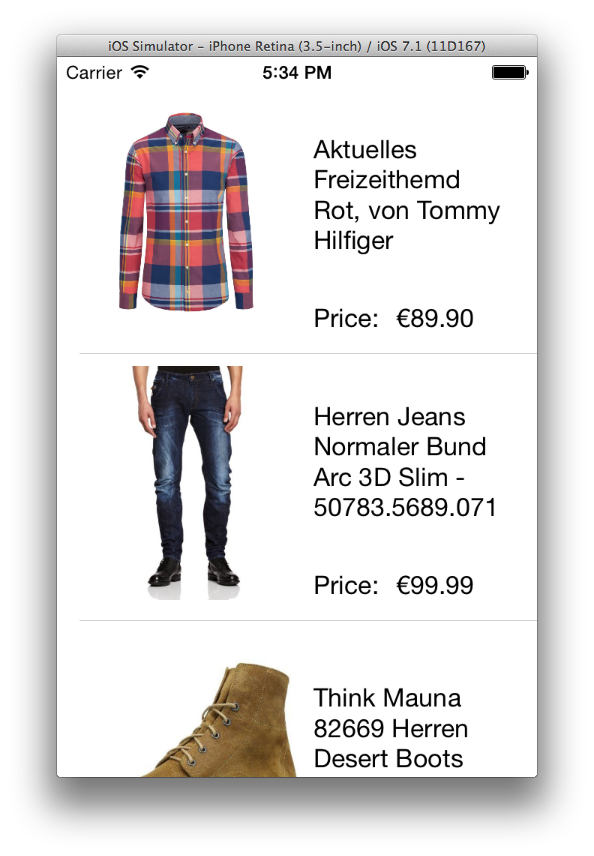 iOS Simulator - iPhone Retina (3.5-inch) / iOS 7.1 (11D167)
Carrier 5:34 PM
Aktuelles
Freizeithemd
Rot, von Tommy
Hilfiger
Price: €89.90
Herren Jeans
Normaler Bund
Arc 3D Slim -
50783.5689.071
Price: €99.99
Think Mauna
82669 Herren
Desert Boots